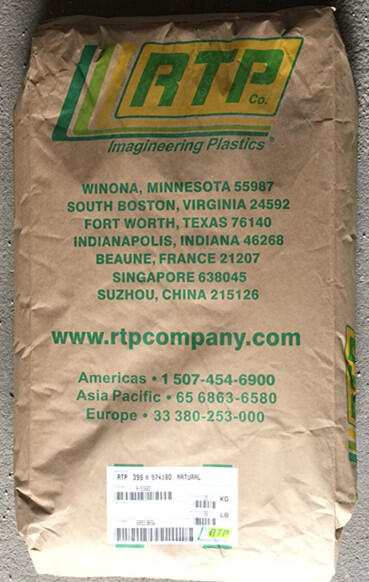 RTP
Co.
Imagineering Plastics®
WINONA, MINNESOTA 55987
SOUTH BOSTON, VIRGINIA 24592
FORT WORTH, TEXAS 76140
INDIANAPOLIS, INDIANA 46268
BEAUNE, FRANCE 21207
SINGAPORE 638045
SUZHOU, CHINA 215126
www.rtpcompany.com
Americas • 1 507-454-6900
Asia Pacific • 65 6863-6580
Europe • 33 380-253-000
RTP 399 X 97418D NATURAL
KG
LB
RTP